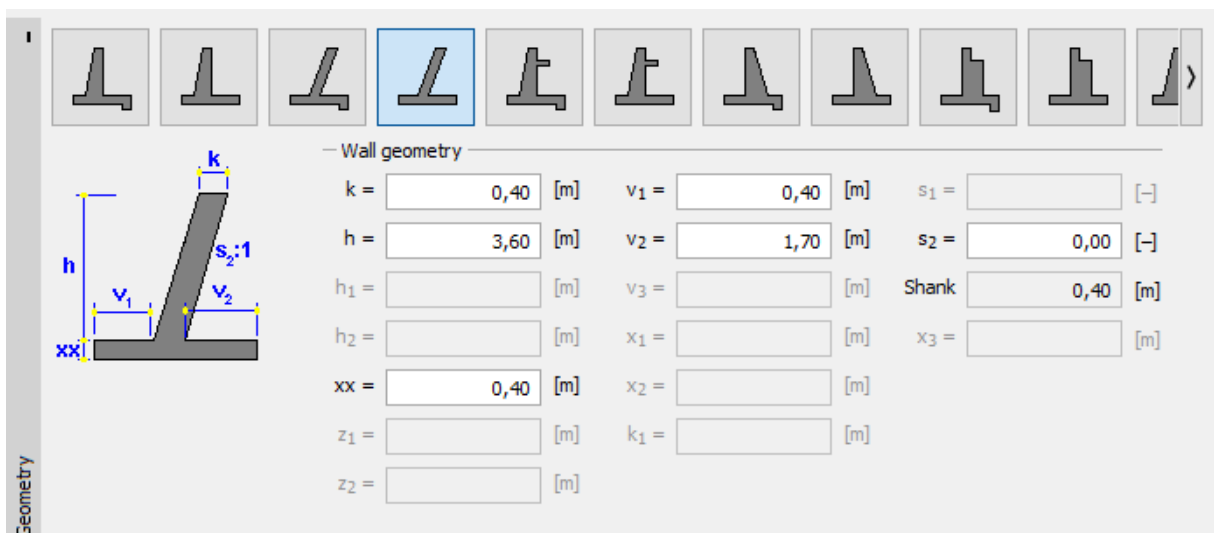 Wall geometry
k = 0,40 [m] v1 = 0,40 [m] s1 = [–]
h = 3,60 [m] v2 = 1,70 [m] s2 = 0,00 [–]
h1 = [m] v3 = [m] Shank 0,40 [m]
h2 = [m] x1 = [m] x3 = [m]
xx = 0,40 [m] x2 = [m]
z1 = [m] k1 = [m]
z2 = [m]
k
s2:1
h
v1
v2
xx
Geometry